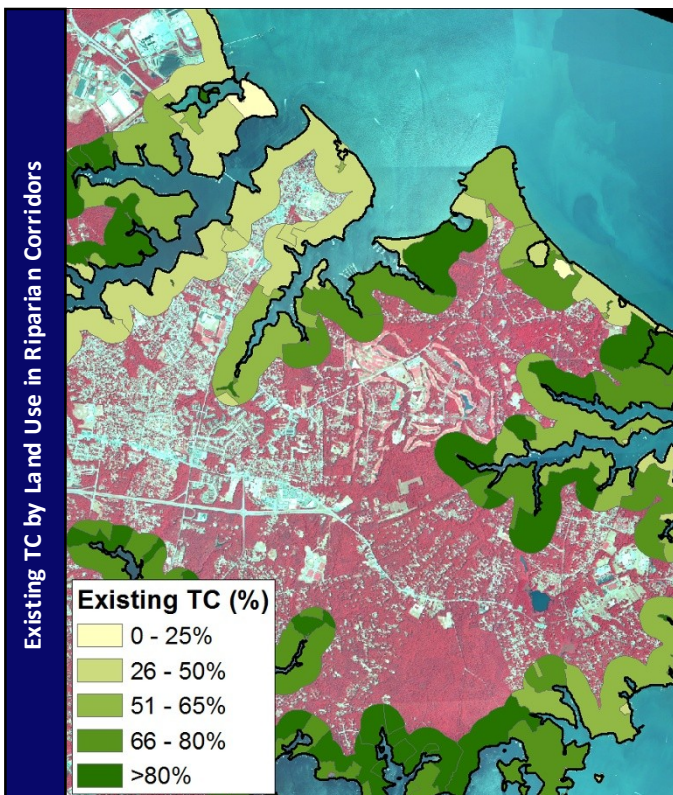 Existing TC by Land Use in Riparian Corridors
Existing TC (%)
0 - 25%
26 - 50%
51 - 65%
66 - 80%
>80%